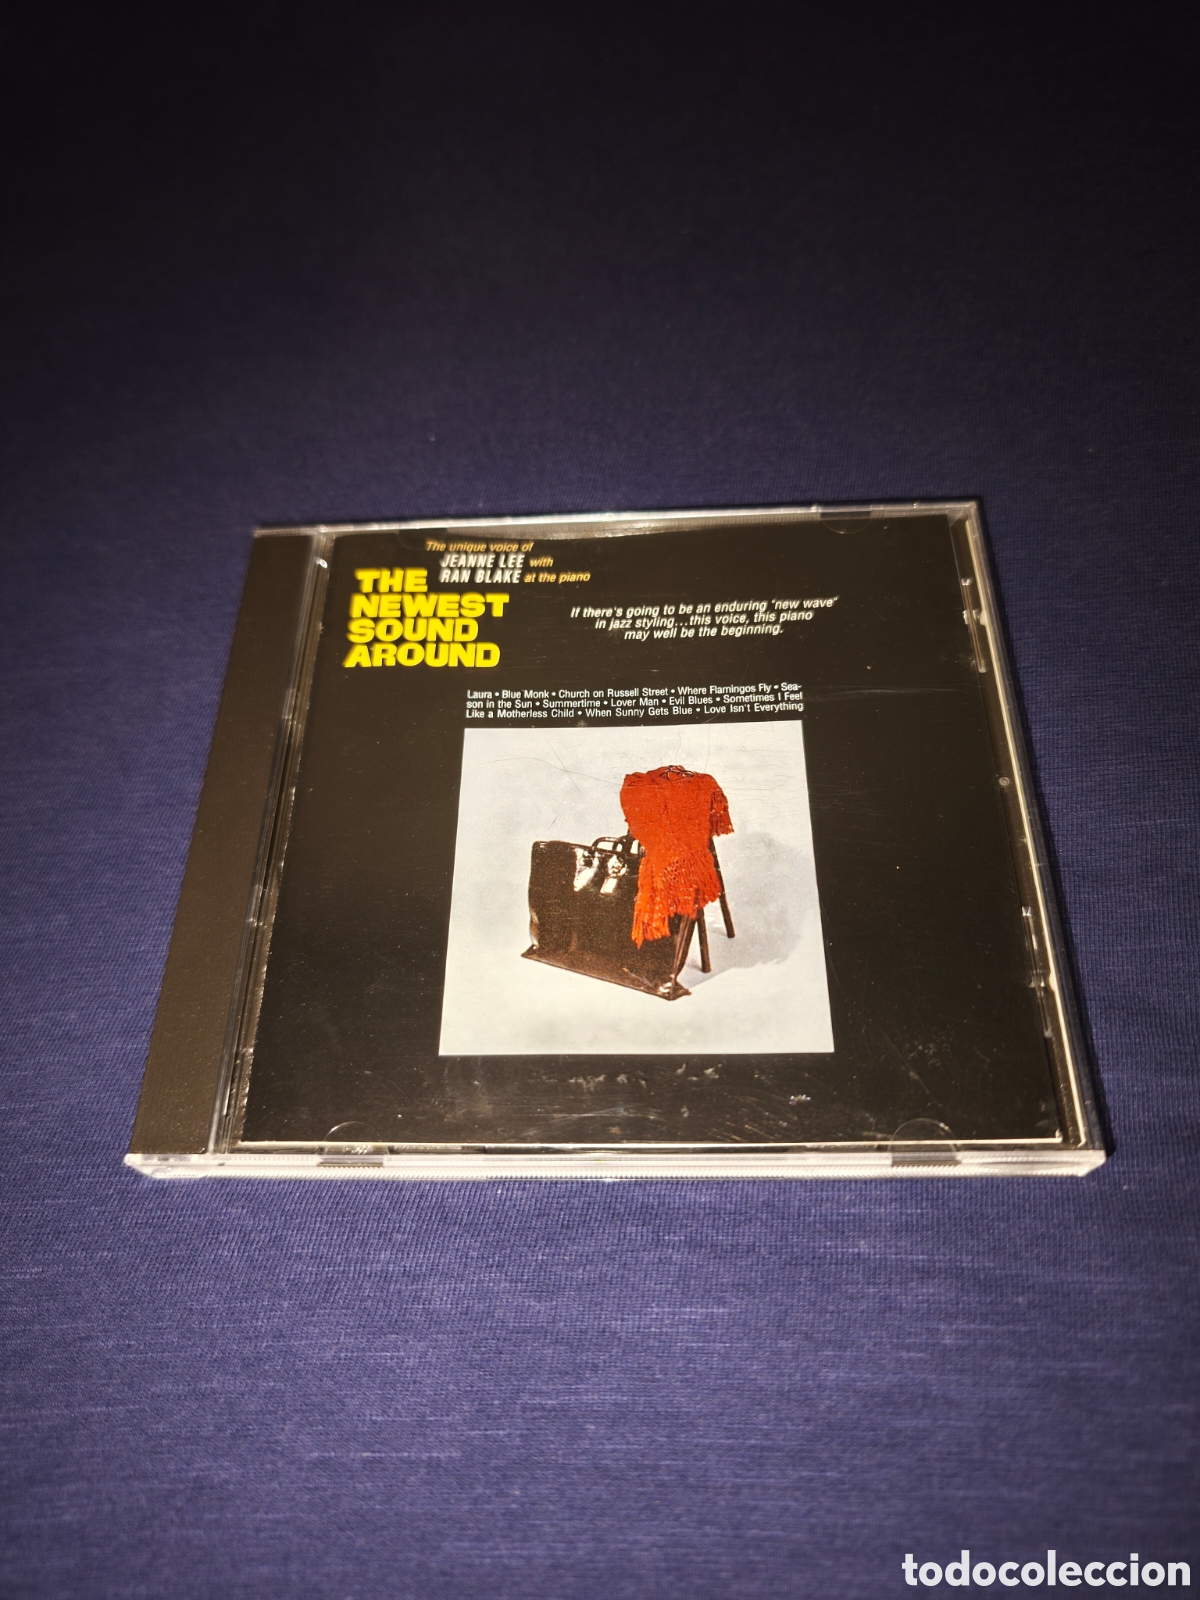 The unique voice of
JEANNE LEE with
RAN BLAKE at the piano
THE
NEWEST
SOUND
AROUND
If there's going to be an enduring "new wave"
in jazz styling...this voice, this piano
may well be the beginning.
Laura • Blue Monk • Church on Russell Street • Where Flamingos Fly • Sea-
son in the Sun • Summertime • Lover Man • Evil Blues • Sometimes I Feel
Like a Motherless Child • When Sunny Gets Blue • Love Isn't Everything
todocoleccion